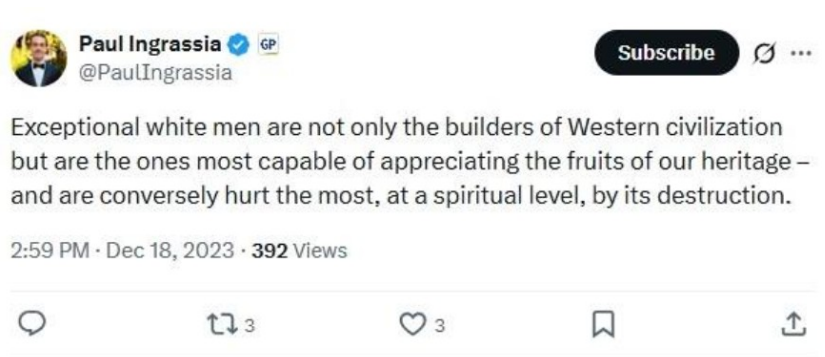 Paul Ingrassia GP
@PaulIngrassia
Subscribe
Exceptional white men are not only the builders of Western civilization
but are the ones most capable of appreciating the fruits of our heritage –
and are conversely hurt the most, at a spiritual level, by its destruction.
2:59 PM · Dec 18, 2023 · 392 Views
3
3